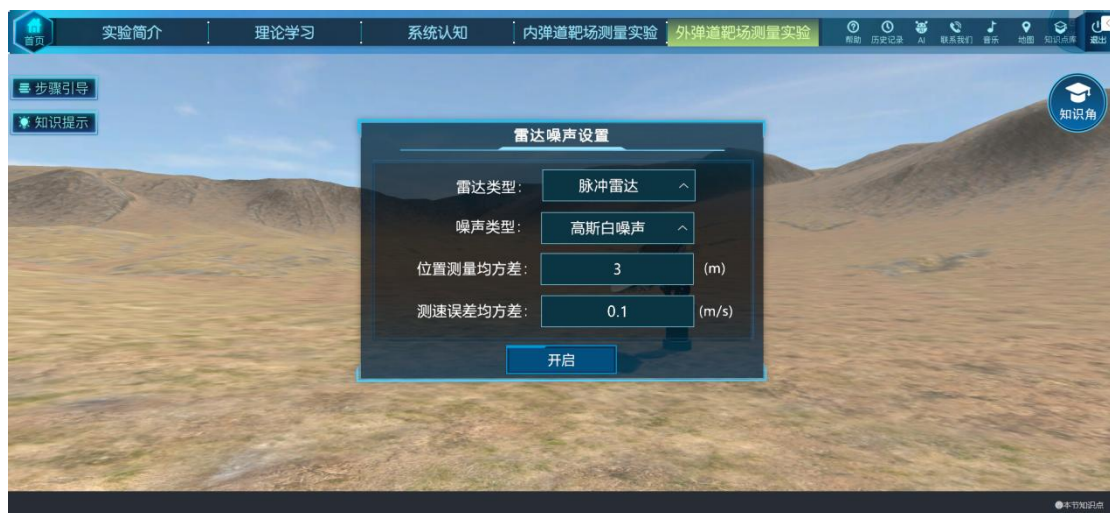 首页 实验简介 理论学习 系统认知 内弹道靶场测量实验 外弹道靶场测量实验 帮助 历史记录 AI 联系我们 音乐 地图 知识点库 退出
步骤引导
知识角
知识提示
雷达噪声设置
雷达类型: 脉冲雷达
噪声类型: 高斯白噪声
位置测量均方差: 3 (m)
测速误差均方差: 0.1 (m/s)
开启
本节知识点